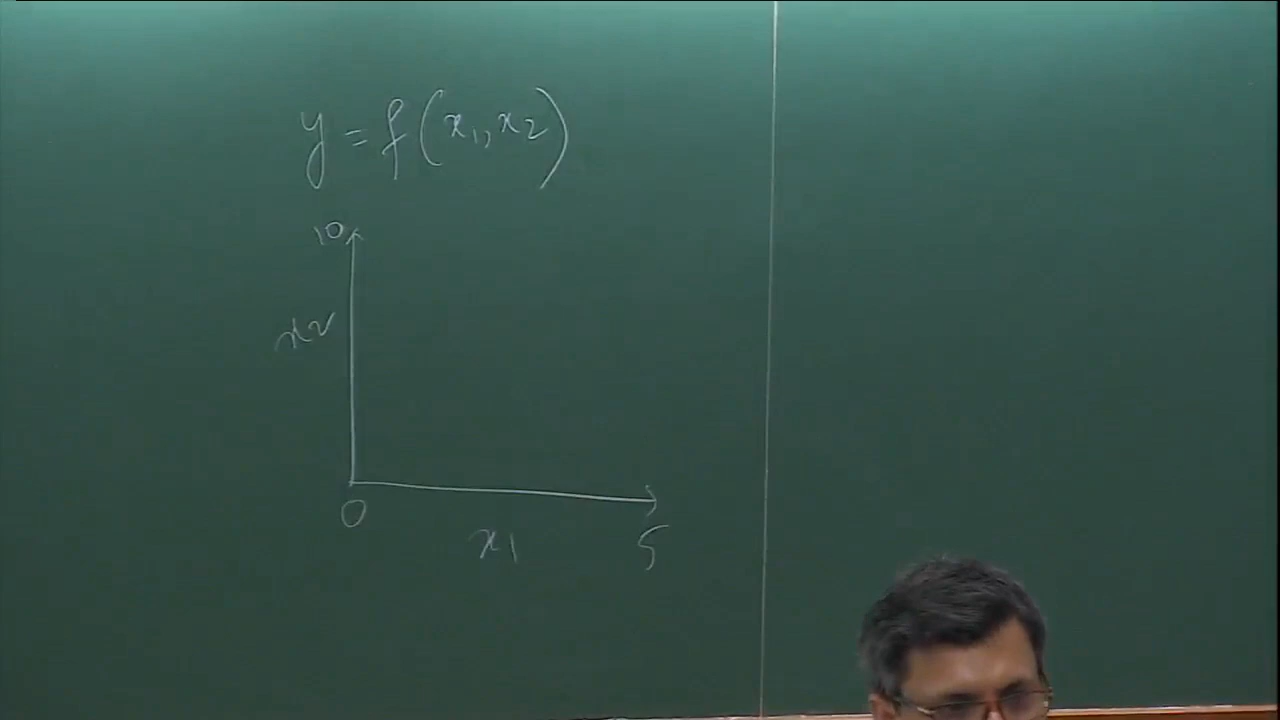 y = f(x₁, x₂)
10
x₂
0
x₁ 5